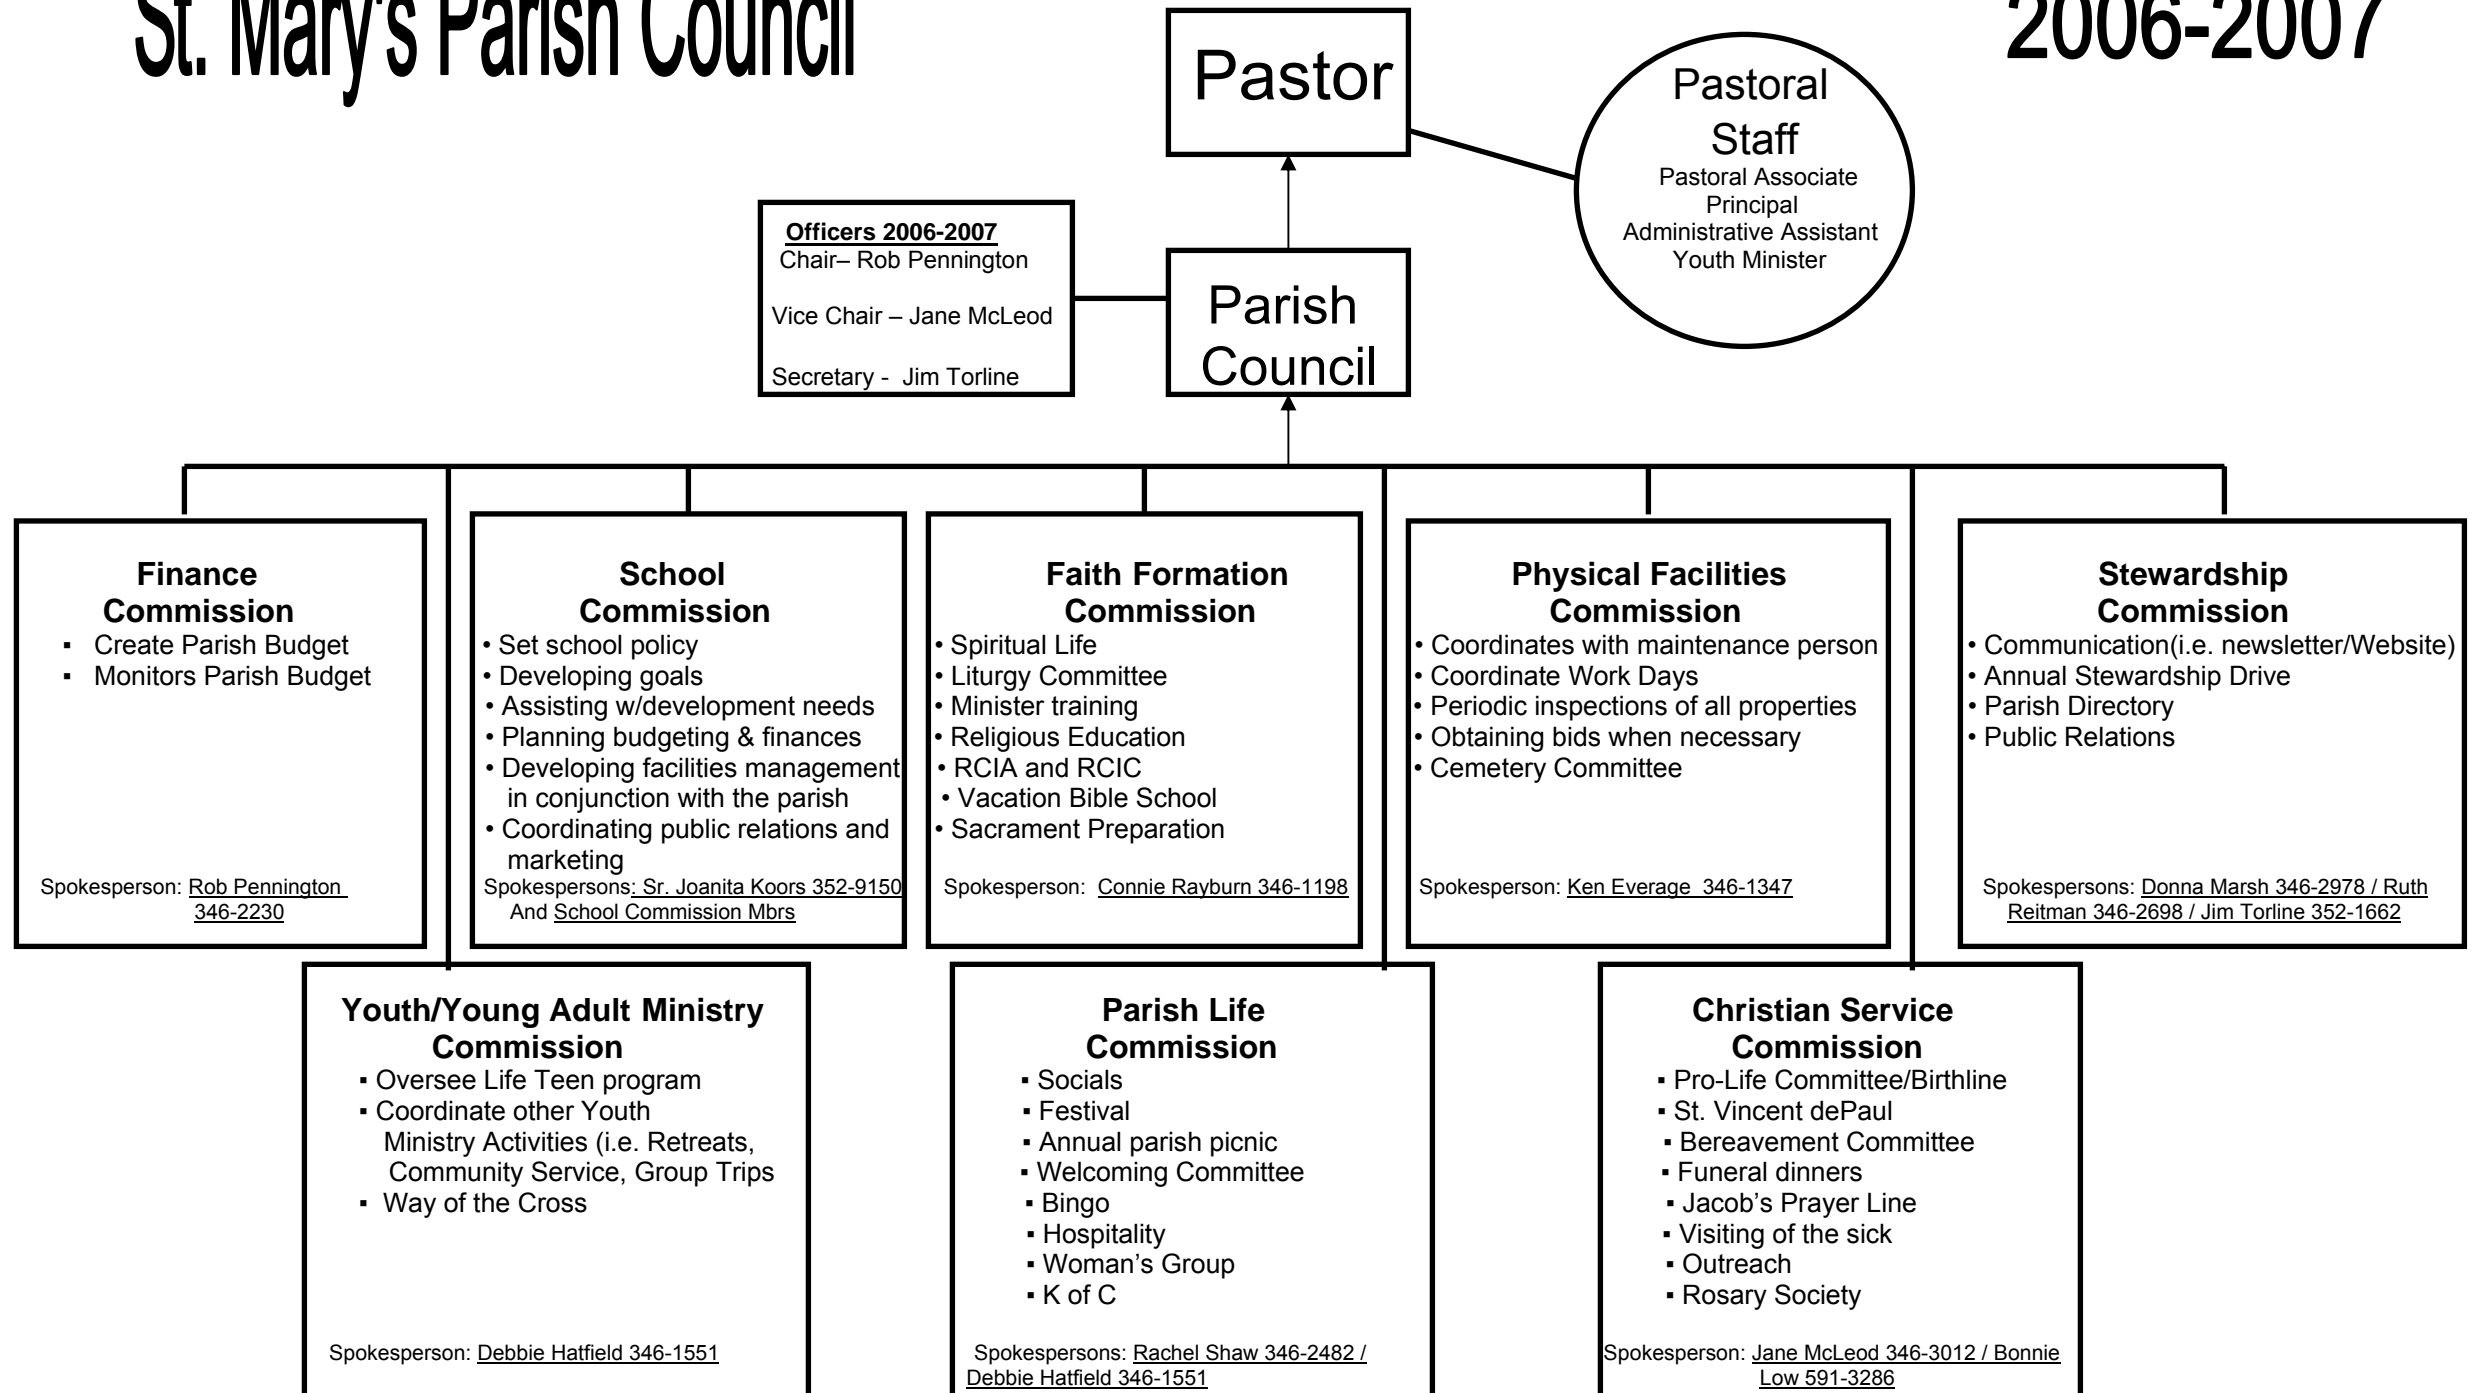 St. Mary's Parish Council
2006-2007
Pastor
Pastoral
Staff
Pastoral Associate
Principal
Administrative Assistant
Youth Minister
Officers 2006-2007
Chair– Rob Pennington
Vice Chair – Jane McLeod
Secretary - Jim Torline
Parish
Council
Finance
Commission
▪ Create Parish Budget
▪ Monitors Parish Budget
Spokesperson: Rob Pennington
346-2230
School
Commission
• Set school policy
• Developing goals
• Assisting w/development needs
• Planning budgeting & finances
• Developing facilities management
in conjunction with the parish
• Coordinating public relations and
marketing
Spokespersons: Sr. Joanita Koors 352-9150
And School Commission Mbrs
Faith Formation
Commission
• Spiritual Life
• Liturgy Committee
• Minister training
• Religious Education
• RCIA and RCIC
• Vacation Bible School
• Sacrament Preparation
Spokesperson: Connie Rayburn 346-1198
Physical Facilities
Commission
• Coordinates with maintenance person
• Coordinate Work Days
• Periodic inspections of all properties
• Obtaining bids when necessary
• Cemetery Committee
Spokesperson: Ken Everage 346-1347
Stewardship
Commission
• Communication(i.e. newsletter/Website)
• Annual Stewardship Drive
• Parish Directory
• Public Relations
Spokespersons: Donna Marsh 346-2978 / Ruth
Reitman 346-2698 / Jim Torline 352-1662
Youth/Young Adult Ministry
Commission
▪ Oversee Life Teen program
▪ Coordinate other Youth
Ministry Activities (i.e. Retreats,
Community Service, Group Trips
▪ Way of the Cross
Spokesperson: Debbie Hatfield 346-1551
Parish Life
Commission
▪ Socials
▪ Festival
▪ Annual parish picnic
▪ Welcoming Committee
▪ Bingo
▪ Hospitality
▪ Woman’s Group
▪ K of C
Spokespersons: Rachel Shaw 346-2482 /
Debbie Hatfield 346-1551
Christian Service
Commission
▪ Pro-Life Committee/Birthline
▪ St. Vincent dePaul
▪ Bereavement Committee
▪ Funeral dinners
▪ Jacob’s Prayer Line
▪ Visiting of the sick
▪ Outreach
▪ Rosary Society
Spokesperson: Jane McLeod 346-3012 / Bonnie
Low 591-3286